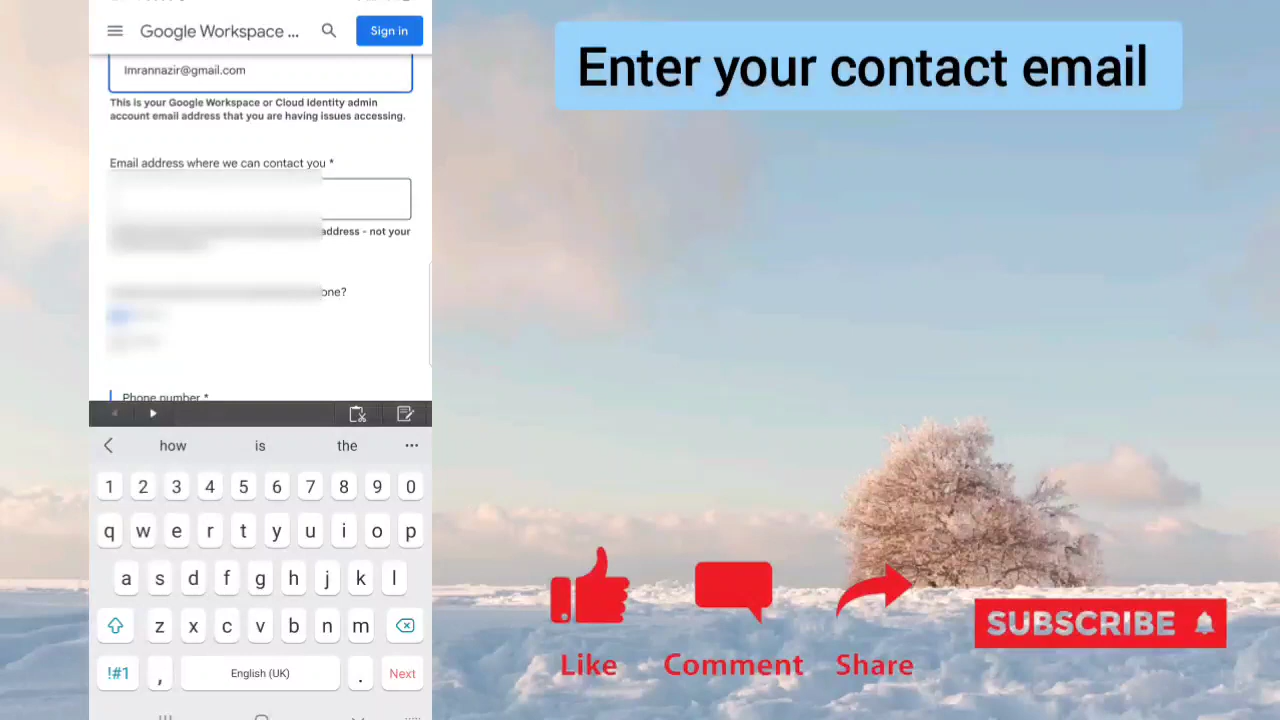 Google Workspace ...
Sign in
Imrannazir@gmail.com
This is your Google Workspace or Cloud Identity admin
account email address that you are having issues accessing.
Email address where we can contact you *
address - not your
one?
Phone number *
how is the
1 2 3 4 5 6 7 8 9 0
q w e r t y u i o p
a s d f g h j k l
z x c v b n m
!#1 , English (UK) . Next
Enter your contact email
Like Comment Share
SUBSCRIBE